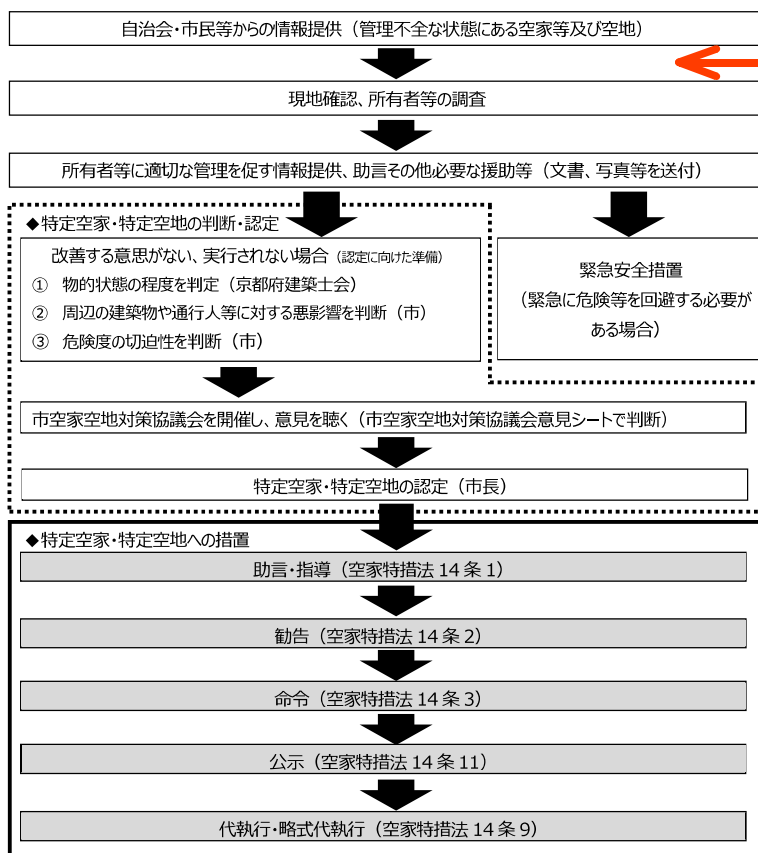 自治会・市民等からの情報提供（管理不全な状態にある空家等及び空地）
現地確認、所有者等の調査
所有者等に適切な管理を促す情報提供、助言その他必要な援助等（文書、写真等を送付）
◆特定空家・特定空地の判断・認定
改善する意思がない、実行されない場合（認定に向けた準備）
① 物的状態の程度を判定（京都府建築士会）
② 周辺の建築物や通行人等に対する悪影響を判断（市）
③ 危険度の切迫性を判断（市）
緊急安全措置
（緊急に危険等を回避する必要が
ある場合）
市空家空地対策協議会を開催し、意見を聴く（市空家空地対策協議会意見シートで判断）
特定空家・特定空地の認定（市長）
◆特定空家・特定空地への措置
助言・指導（空家特措法 14 条 1）
勧告（空家特措法 14 条 2）
命令（空家特措法 14 条 3）
公示（空家特措法 14 条 11）
代執行・略式代執行（空家特措法 14 条 9）